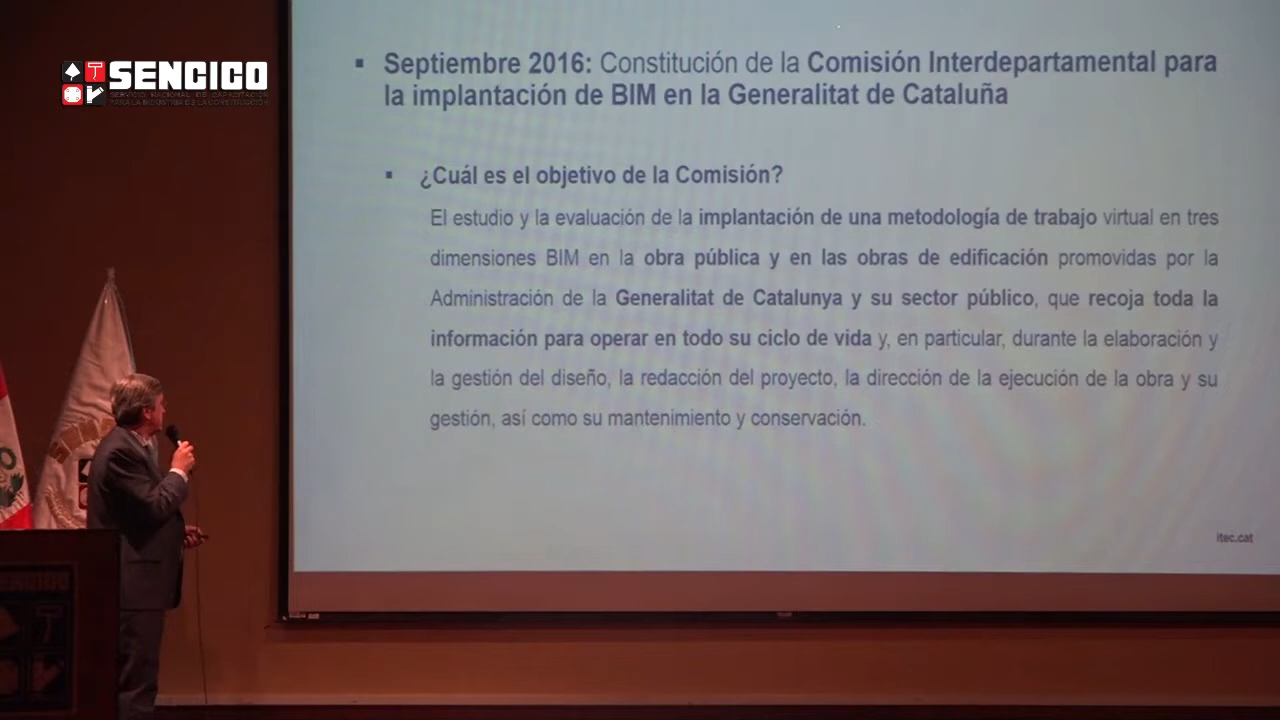 SENCICO
SERVICIO NACIONAL DE CAPACITACIÓN
PARA LA INDUSTRIA DE LA CONSTRUCCIÓN
▪ Septiembre 2016: Constitución de la Comisión Interdepartamental para
la implantación de BIM en la Generalitat de Cataluña
▪ ¿Cuál es el objetivo de la Comisión?
El estudio y la evaluación de la implantación de una metodología de trabajo virtual en tres
dimensiones BIM en la obra pública y en las obras de edificación promovidas por la
Administración de la Generalitat de Catalunya y su sector público, que recoja toda la
información para operar en todo su ciclo de vida y, en particular, durante la elaboración y
la gestión del diseño, la redacción del proyecto, la dirección de la ejecución de la obra y su
gestión, así como su mantenimiento y conservación.
itec.cat